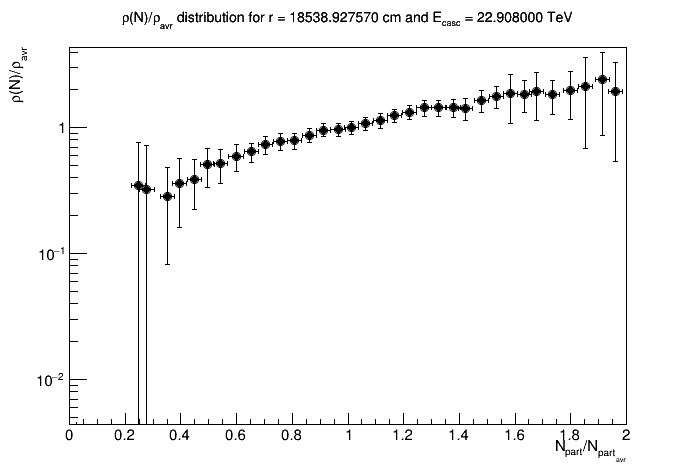 ρ(N)/ρavr distribution for r = 18538.927570 cm and Ecasc = 22.908000 TeV
ρ(N)/ρavr
1
10−1
10−2
0 0.2 0.4 0.6 0.8 1 1.2 1.4 1.6 1.8 2
Npart/Npartavr